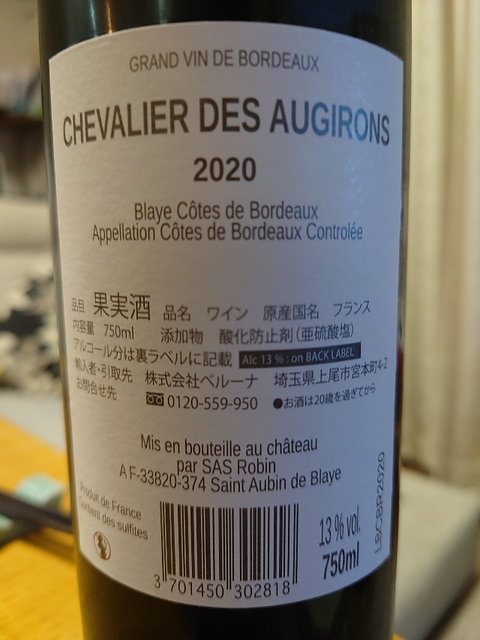 GRAND VIN DE BORDEAUX
CHEVALIER DES AUGIRONS
2020
Blaye Côtes de Bordeaux
Appellation Côtes de Bordeaux Controlée
品目 果実酒 品名 ワイン 原産国名 フランス
内容量 750ml 添加物 酸化防止剤(亜硫酸塩)
アルコール分は裏ラベルに記載 Alc 13 % : on BACK LABEL
輸入者・引取先 株式会社ベルーナ 埼玉県上尾市宮本町4-2
お問合せ先 0120-559-950 ●お酒は20歳を過ぎてから
Mis en bouteille au château
par SAS Robin
A F-33820-374 Saint Aubin de Blaye
Produit de France
Contient des sulfites
13 % vol.
750ml
LBCBR2020
3 701450 302818